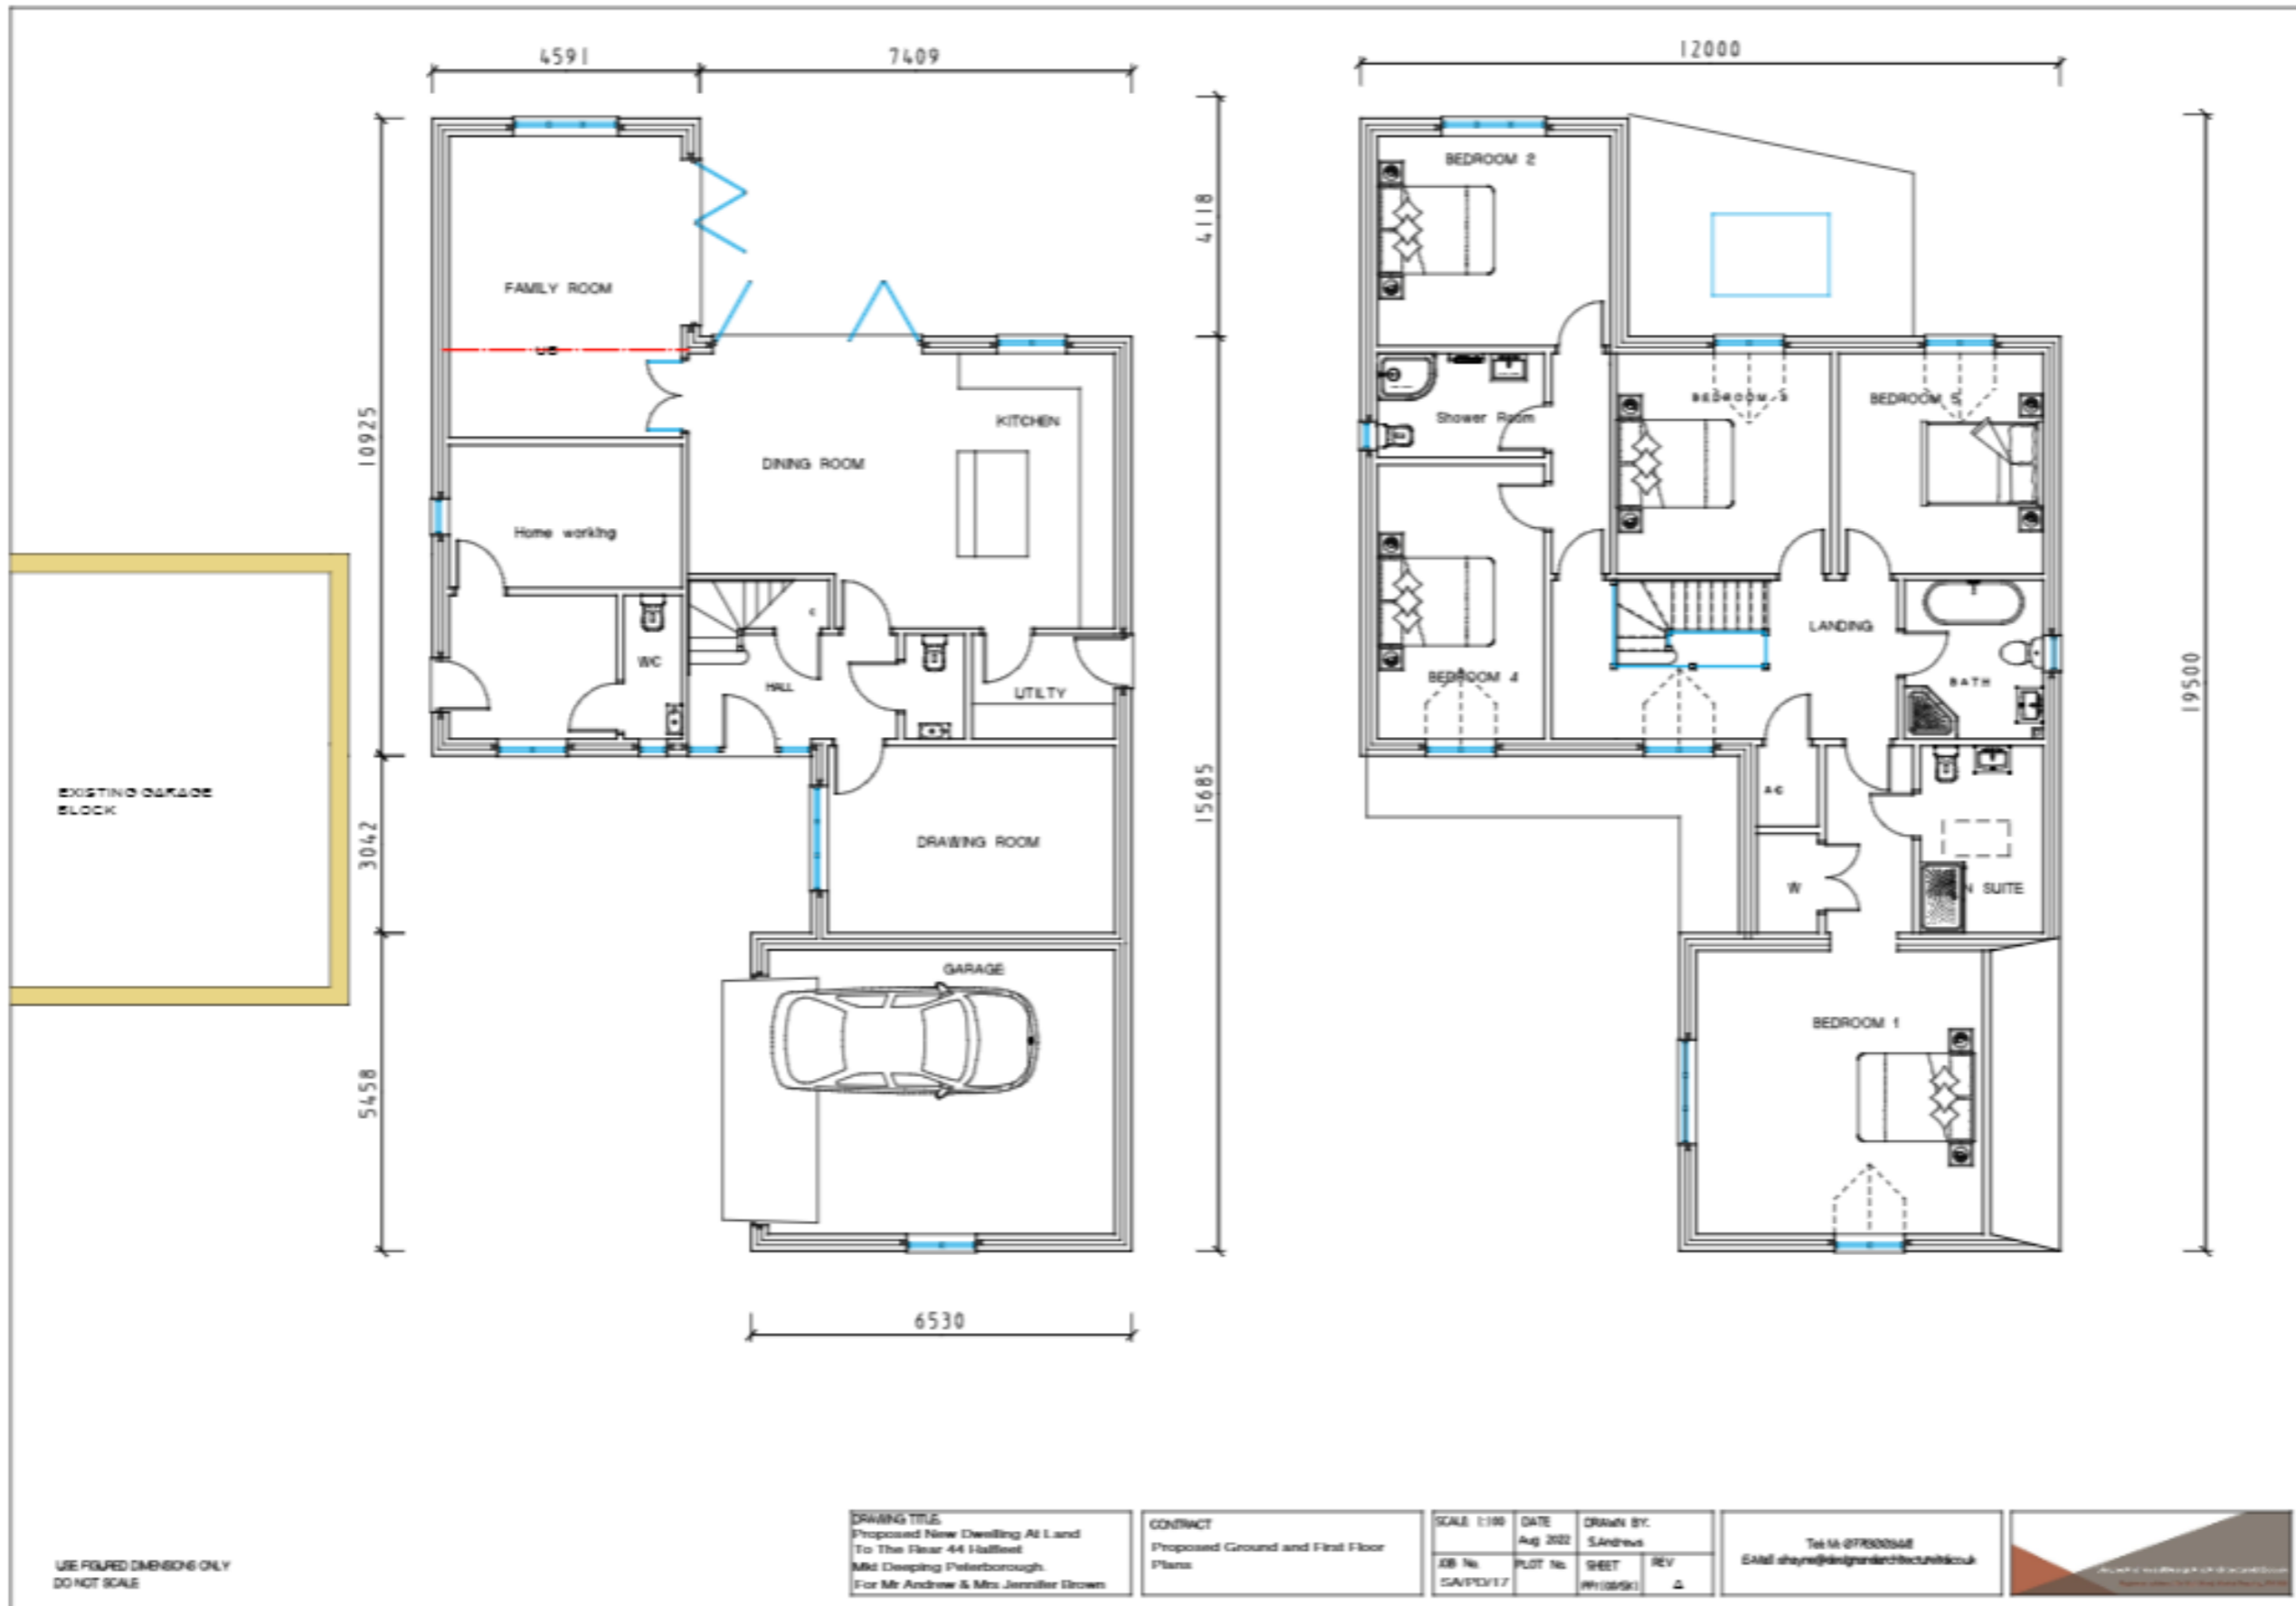 4591
7409
12000
4118
10925
15685
19500
3042
5458
6530
FAMILY ROOM
KITCHEN
DINING ROOM
Home working
WC
C
HALL
UTILTY
EXISTING GARAGE
BLOCK
DRAWING ROOM
GARAGE
BEDROOM 2
Shower Room
BEDROOM 5
BEDROOM 4
LANDING
BATH
AC
W
N SUITE
BEDROOM 1
USE FIGURED DIMENSIONS ONLY
DO NOT SCALE
DRAWING TITLE.
Proposed New Dwelling At Land
To The Rear 44 Halfleet
Mkt Deeping Peterborough.
For Mr Andrew & Mrs Jennifer Brown
CONTRACT
Proposed Ground and First Floor
Plans
SCALE 1:100
DATE
Aug 2022
DRAWN BY:
S.Andrews
JOB No.
SA/PD/17
PLOT No.
SHEET
REV
A